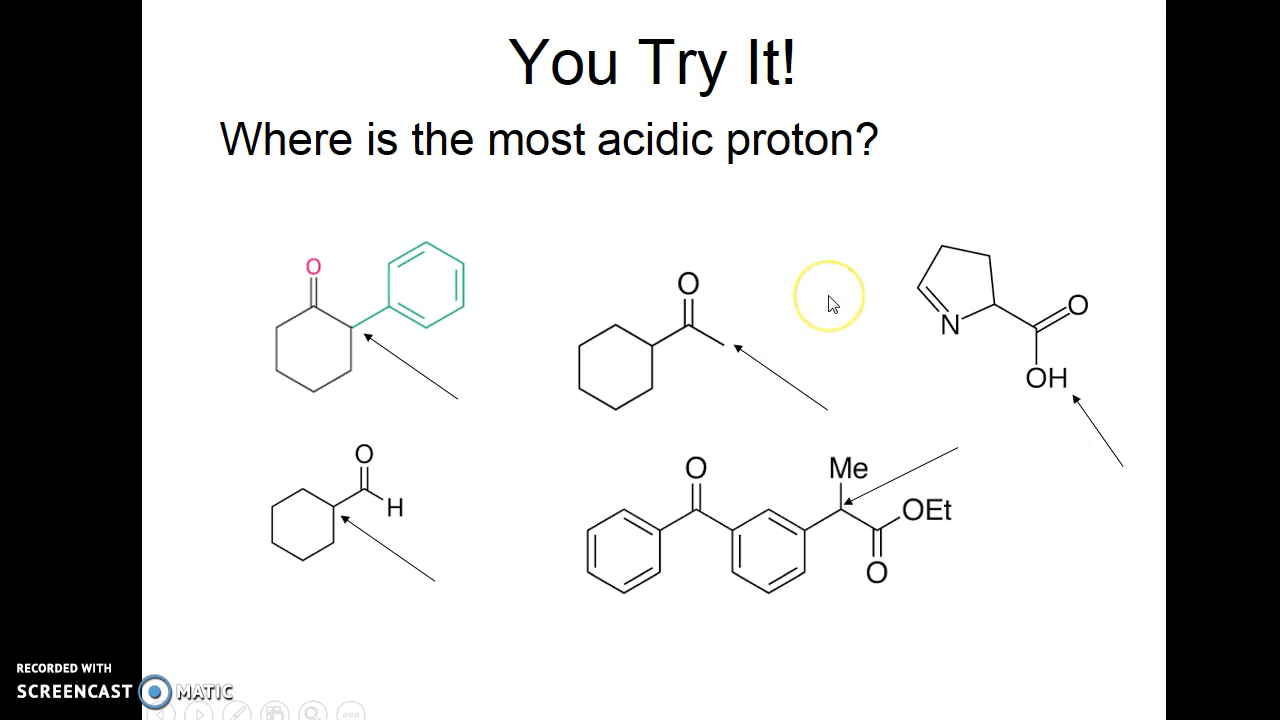 You Try It!
Where is the most acidic proton?
O
O
O
N
OH
O
H
O
Me
OEt
O
RECORDED WITH
SCREENCAST MATIC